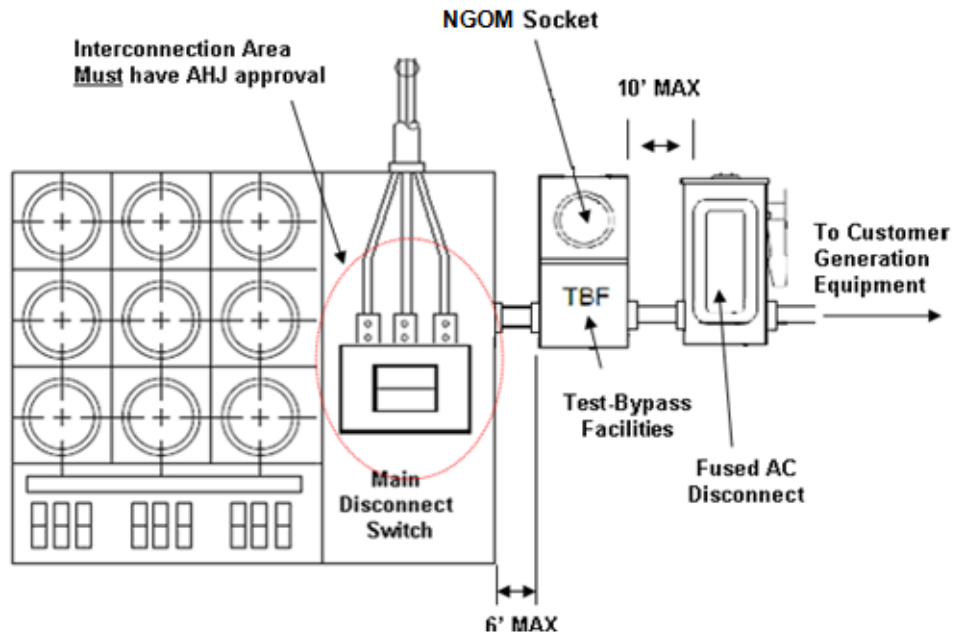 NGOM Socket
Interconnection Area
Must have AHJ approval
10' MAX
To Customer
Generation
Equipment
TBF
Test-Bypass
Facilities
Fused AC
Disconnect
Main
Disconnect
Switch
6' MAX